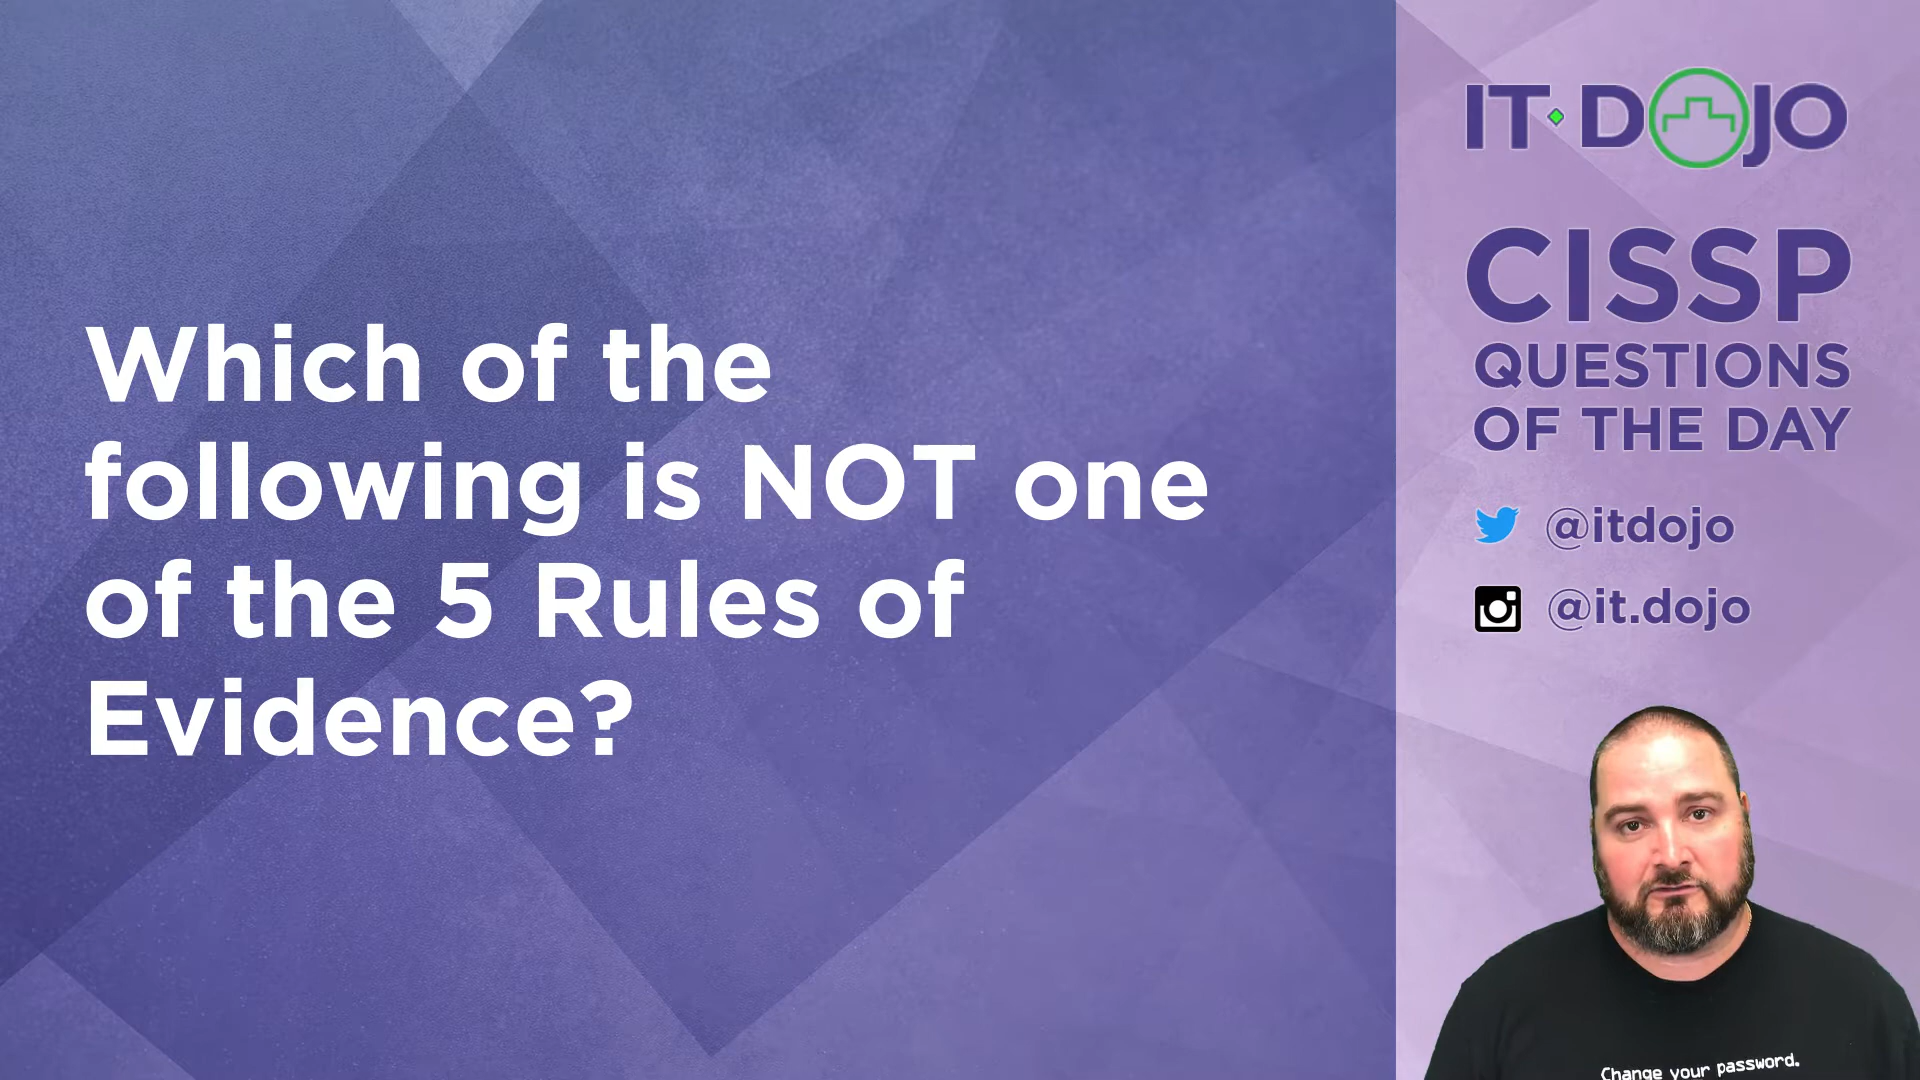 Which of the
following is NOT one
of the 5 Rules of
Evidence?
IT DOJO
CISSP
QUESTIONS
OF THE DAY
@itdojo
@it.dojo
Change your password.